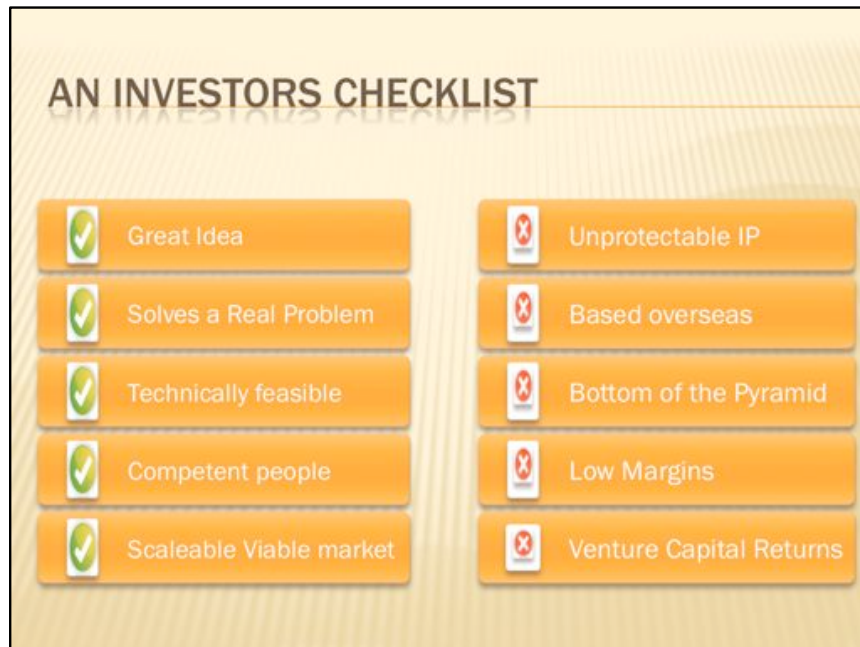 AN INVESTORS CHECKLIST
Great Idea
Solves a Real Problem
Technically feasible
Competent people
Scaleable Viable market
Unprotectable IP
Based overseas
Bottom of the Pyramid
Low Margins
Venture Capital Returns